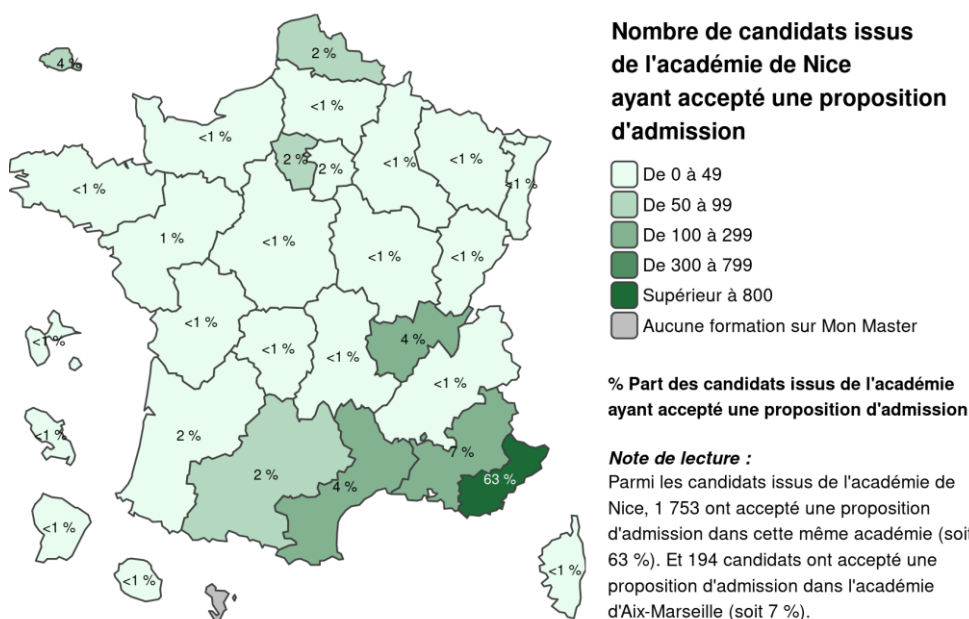 2 %
4 %
<1 %
<1 %
2 %
2 %
<1 %
<1 %
<1 %
<1 %
1 %
<1 %
<1 %
<1 %
<1 %
<1 %
<1 %
<1 %
4 %
<1 %
<1 %
2 %
2 %
4 %
7 %
63 %
<1 %
<1 %
<1 %
Nombre de candidats issus
de l'académie de Nice
ayant accepté une proposition
d'admission
De 0 à 49
De 50 à 99
De 100 à 299
De 300 à 799
Supérieur à 800
Aucune formation sur Mon Master
% Part des candidats issus de l'académie
ayant accepté une proposition d'admission
Note de lecture :
Parmi les candidats issus de l'académie de
Nice, 1 753 ont accepté une proposition
d'admission dans cette même académie (soit
63 %). Et 194 candidats ont accepté une
proposition d'admission dans l'académie
d'Aix-Marseille (soit 7 %).